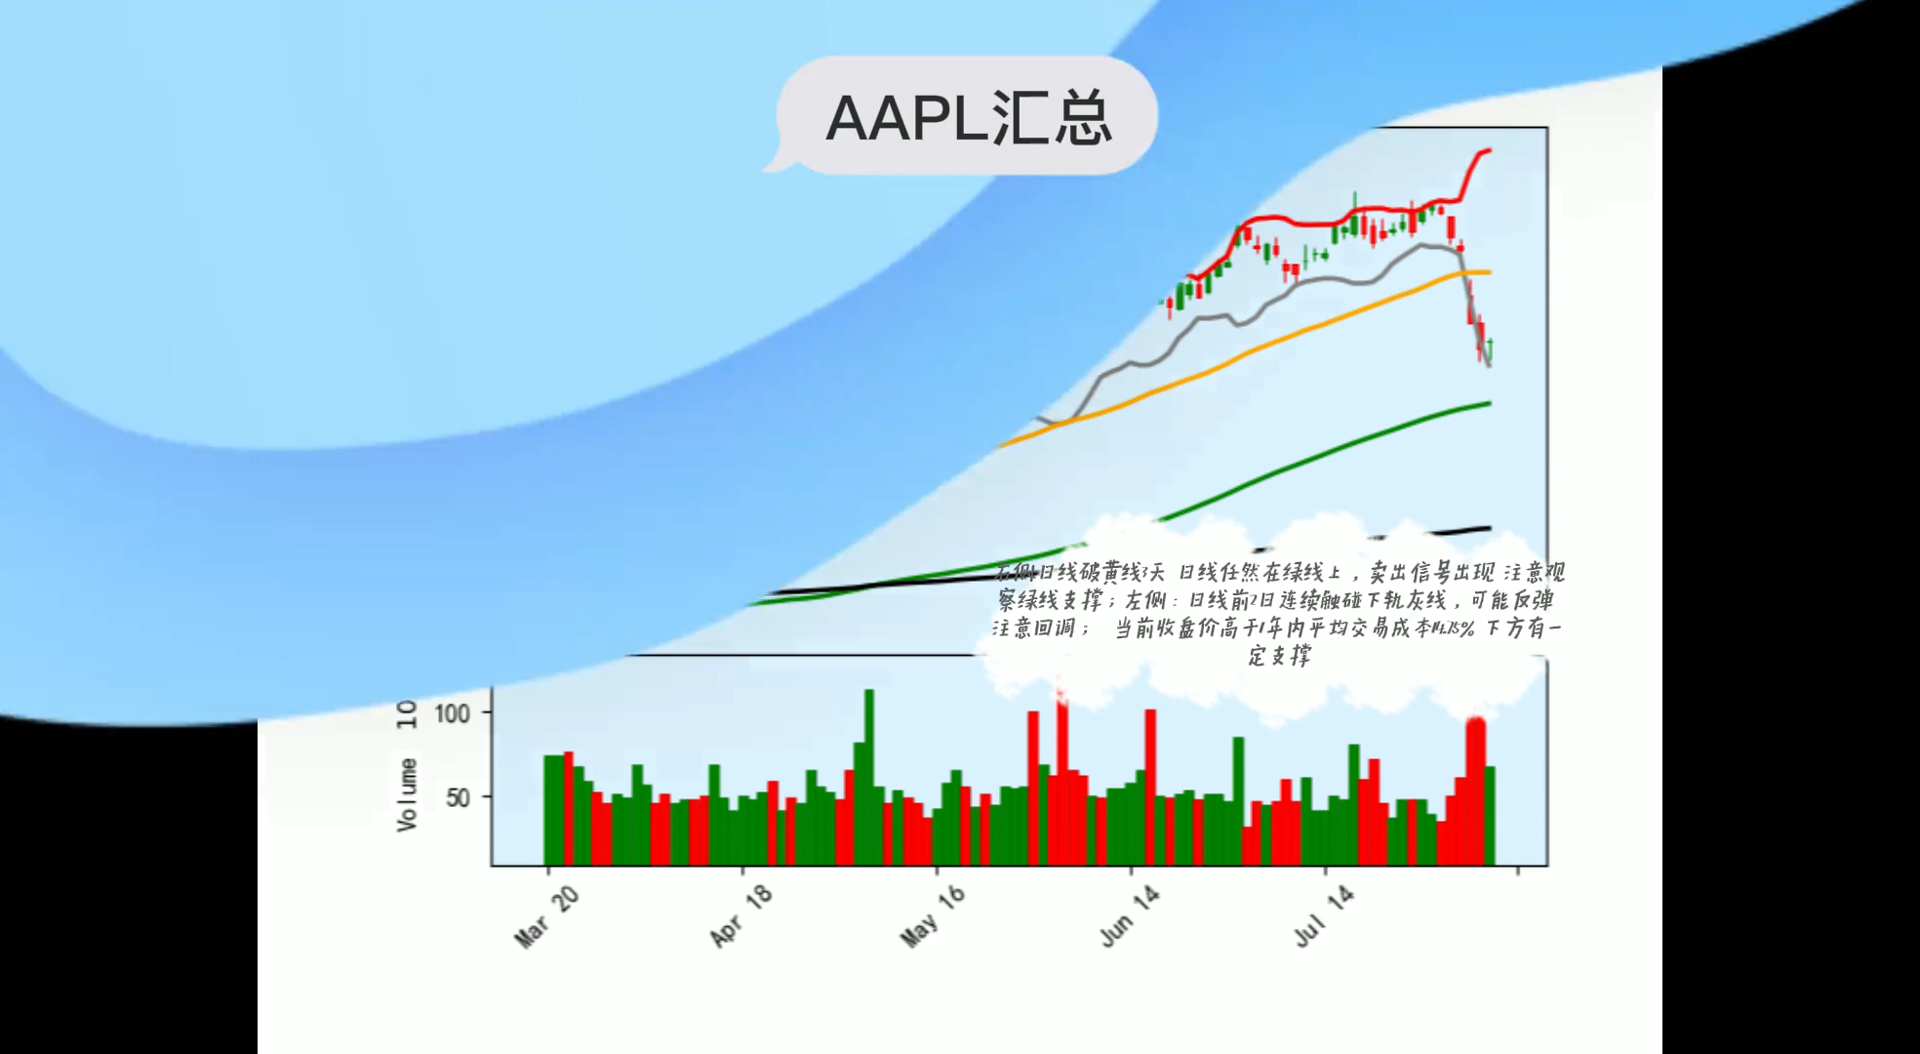 AAPL汇总
右侧:日线破黄线3天 日线任然在绿线上，卖出信号出现 注意观
察绿线支撑；左侧：日线前2日连续触碰下轨灰线，可能反弹
注意回调； 当前收盘价高于1年内平均交易成本14.15% 下方有一
定支撑
Volume 10
100
50
Mar 20
Apr 18
May 16
Jun 14
Jul 14